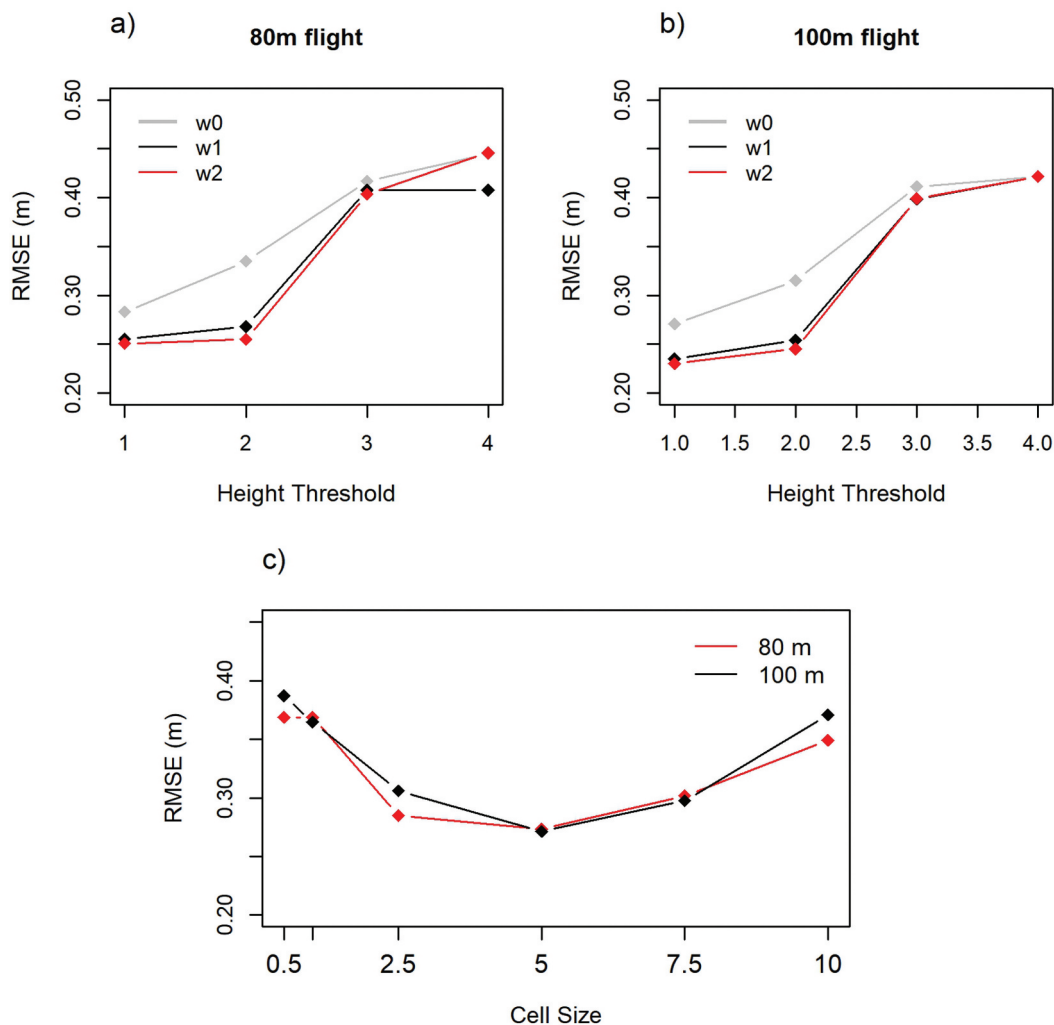 a)
80m flight
RMSE (m)
0.50
0.40
0.30
0.20
w0
w1
w2
1 2 3 4
Height Threshold
b)
100m flight
RMSE (m)
0.50
0.40
0.30
0.20
w0
w1
w2
1.0 1.5 2.0 2.5 3.0 3.5 4.0
Height Threshold
c)
RMSE (m)
0.40
0.30
0.20
80 m
100 m
0.5 2.5 5 7.5 10
Cell Size